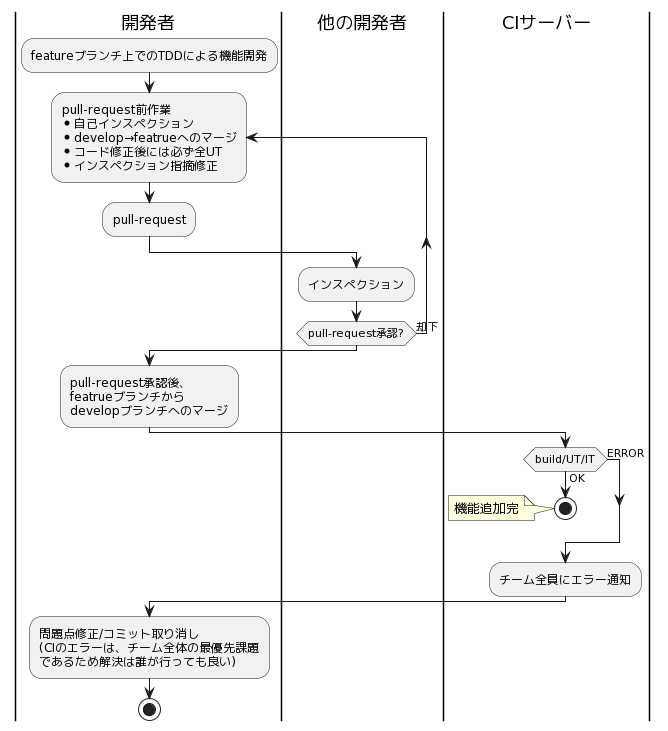 開発者
他の開発者
CIサーバー
featureブランチ上でのTDDによる機能開発
pull-request前作業
• 自己インスペクション
• develop→featrueへのマージ
• コード修正後には必ず全UT
• インスペクション指摘修正
pull-request
インスペクション
pull-request承認?
却下
pull-request承認後、
featrueブランチから
developブランチへのマージ
build/UT/IT
ERROR
OK
機能追加完
チーム全員にエラー通知
問題点修正/コミット取り消し
(CIのエラーは、チーム全体の最優先課題
であるため解決は誰が行っても良い)